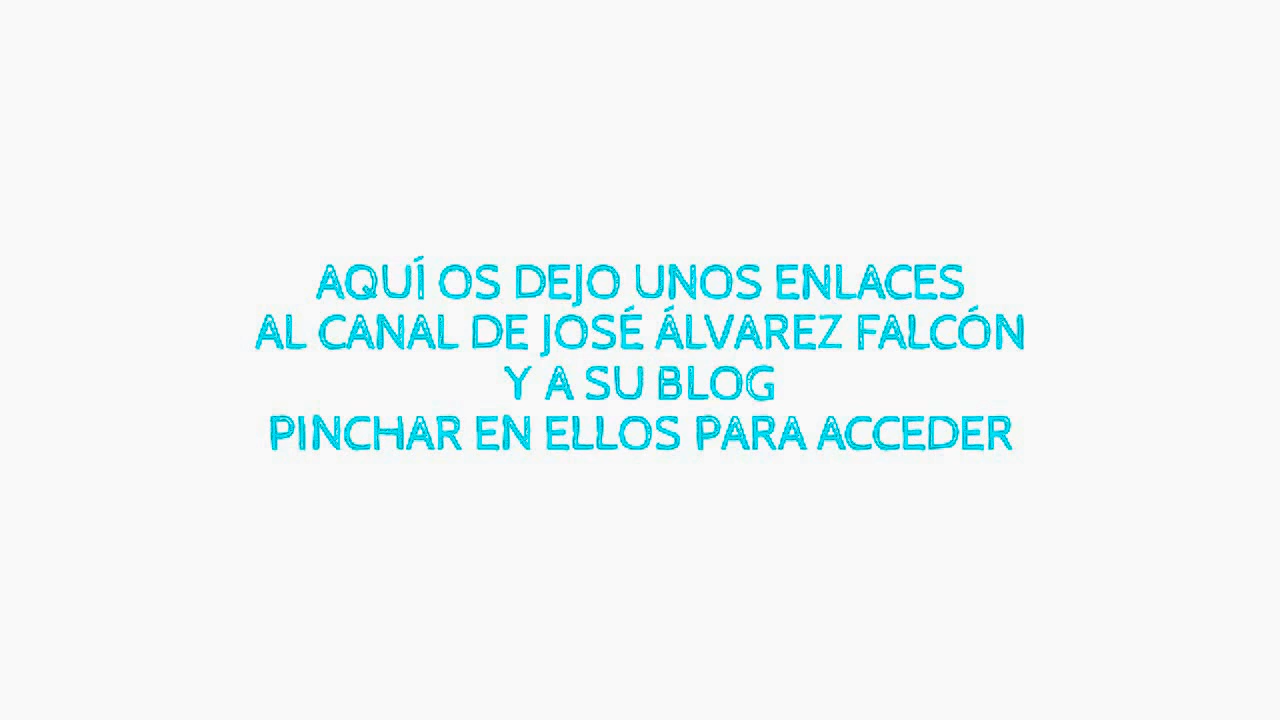 AQUÍ OS DEJO UNOS ENLACES
AL CANAL DE JOSÉ ÁLVAREZ FALCÓN
Y A SU BLOG
PINCHAR EN ELLOS PARA ACCEDER